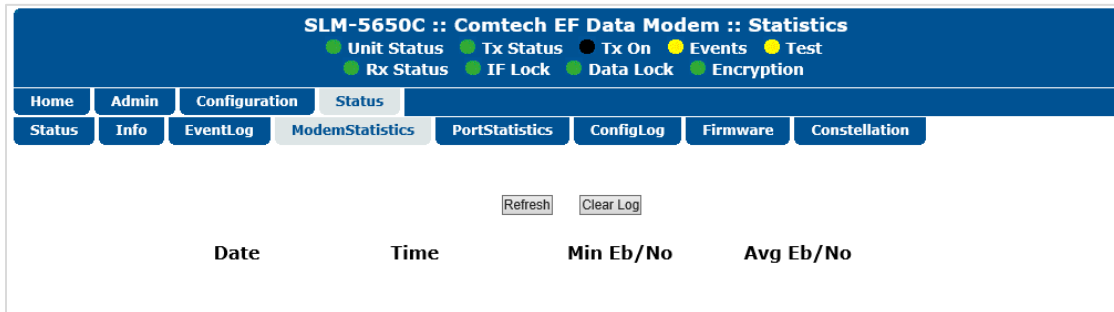 SLM-5650C :: Comtech EF Data Modem :: Statistics
Unit Status Tx Status Tx On Events Test
Rx Status IF Lock Data Lock Encryption
Home Admin Configuration Status
Status Info EventLog ModemStatistics PortStatistics ConfigLog Firmware Constellation
Refresh Clear Log
Date Time Min Eb/No Avg Eb/No